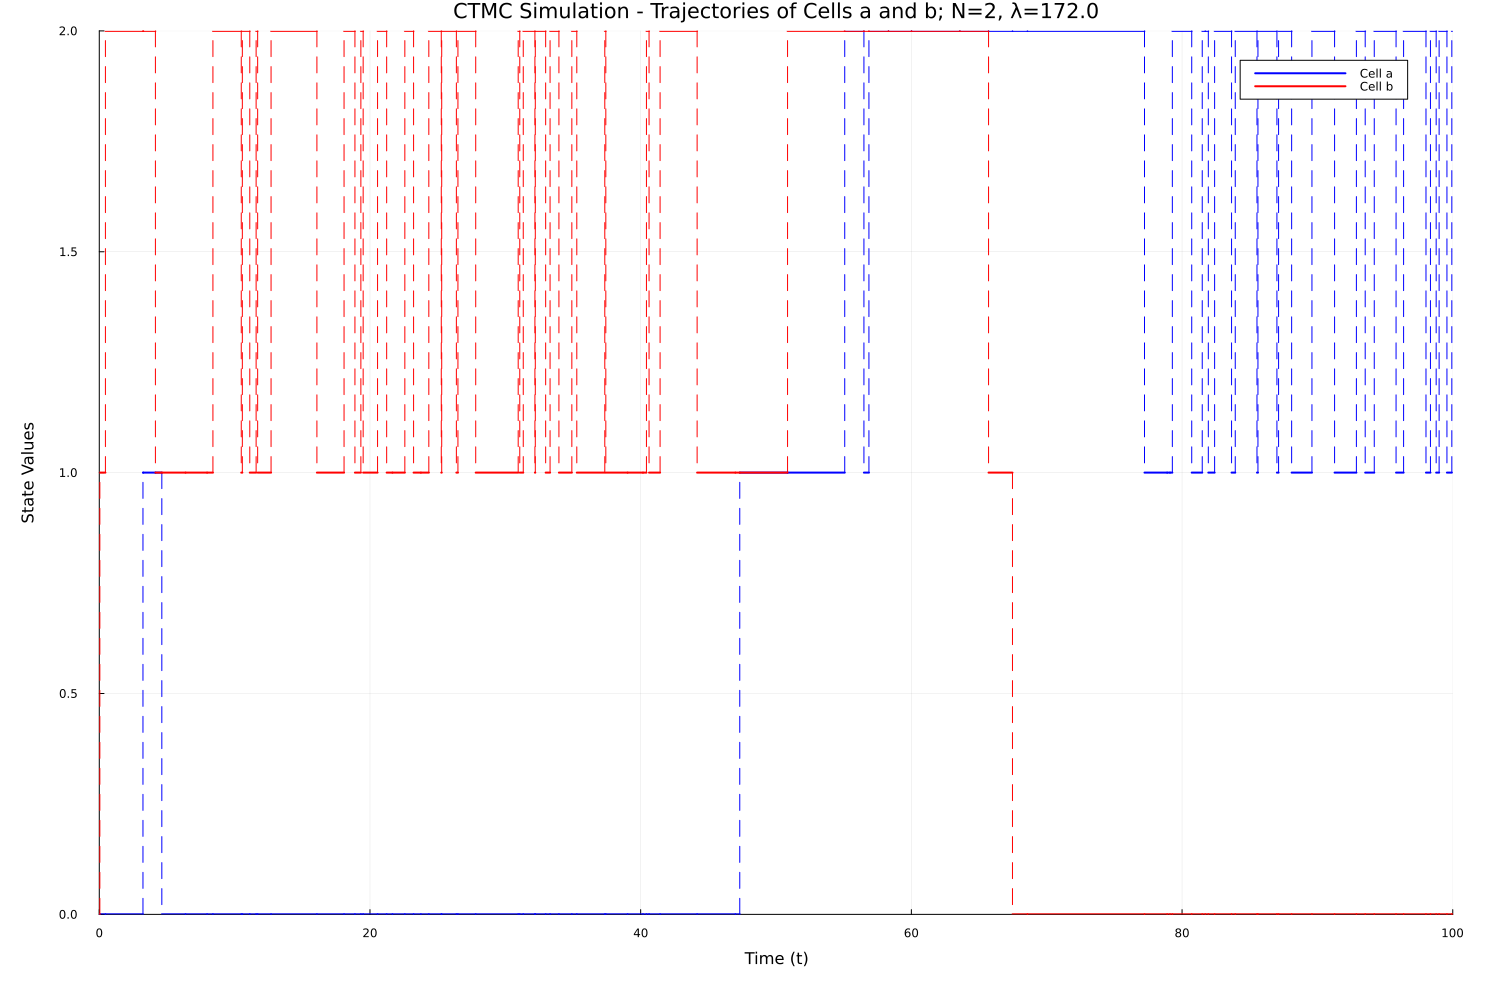 CTMC Simulation - Trajectories of Cells a and b; N=2, λ=172.0
2.0
Cell a
Cell b
1.5
1.0
State Values
0.5
0.0
0 20 40 60 80 100
Time (t)